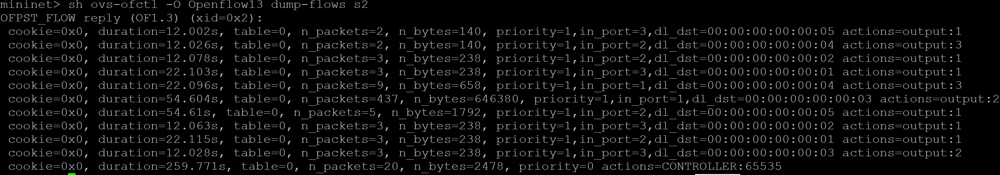 mininet> sh ovs-ofctl -O Openflow13 dump-flows s2
OFPST_FLOW reply (OF1.3) (xid=0x2):
 cookie=0x0, duration=12.002s, table=0, n_packets=2, n_bytes=140, priority=1,in_port=3,dl_dst=00:00:00:00:00:05 actions=output:1
 cookie=0x0, duration=12.026s, table=0, n_packets=2, n_bytes=140, priority=1,in_port=2,dl_dst=00:00:00:00:00:04 actions=output:3
 cookie=0x0, duration=12.078s, table=0, n_packets=3, n_bytes=238, priority=1,in_port=2,dl_dst=00:00:00:00:00:02 actions=output:1
 cookie=0x0, duration=22.103s, table=0, n_packets=3, n_bytes=238, priority=1,in_port=3,dl_dst=00:00:00:00:00:01 actions=output:1
 cookie=0x0, duration=22.096s, table=0, n_packets=9, n_bytes=658, priority=1,in_port=1,dl_dst=00:00:00:00:00:04 actions=output:3
 cookie=0x0, duration=54.604s, table=0, n_packets=437, n_bytes=646380, priority=1,in_port=1,dl_dst=00:00:00:00:00:03 actions=output:2
 cookie=0x0, duration=54.61s, table=0, n_packets=5, n_bytes=1792, priority=1,in_port=2,dl_dst=00:00:00:00:00:05 actions=output:1
 cookie=0x0, duration=12.063s, table=0, n_packets=3, n_bytes=238, priority=1,in_port=3,dl_dst=00:00:00:00:00:02 actions=output:1
 cookie=0x0, duration=22.115s, table=0, n_packets=3, n_bytes=238, priority=1,in_port=2,dl_dst=00:00:00:00:00:01 actions=output:1
 cookie=0x0, duration=12.028s, table=0, n_packets=3, n_bytes=238, priority=1,in_port=3,dl_dst=00:00:00:00:00:03 actions=output:2
 cookie=0x0, duration=259.771s, table=0, n_packets=20, n_bytes=2478, priority=0 actions=CONTROLLER:65535